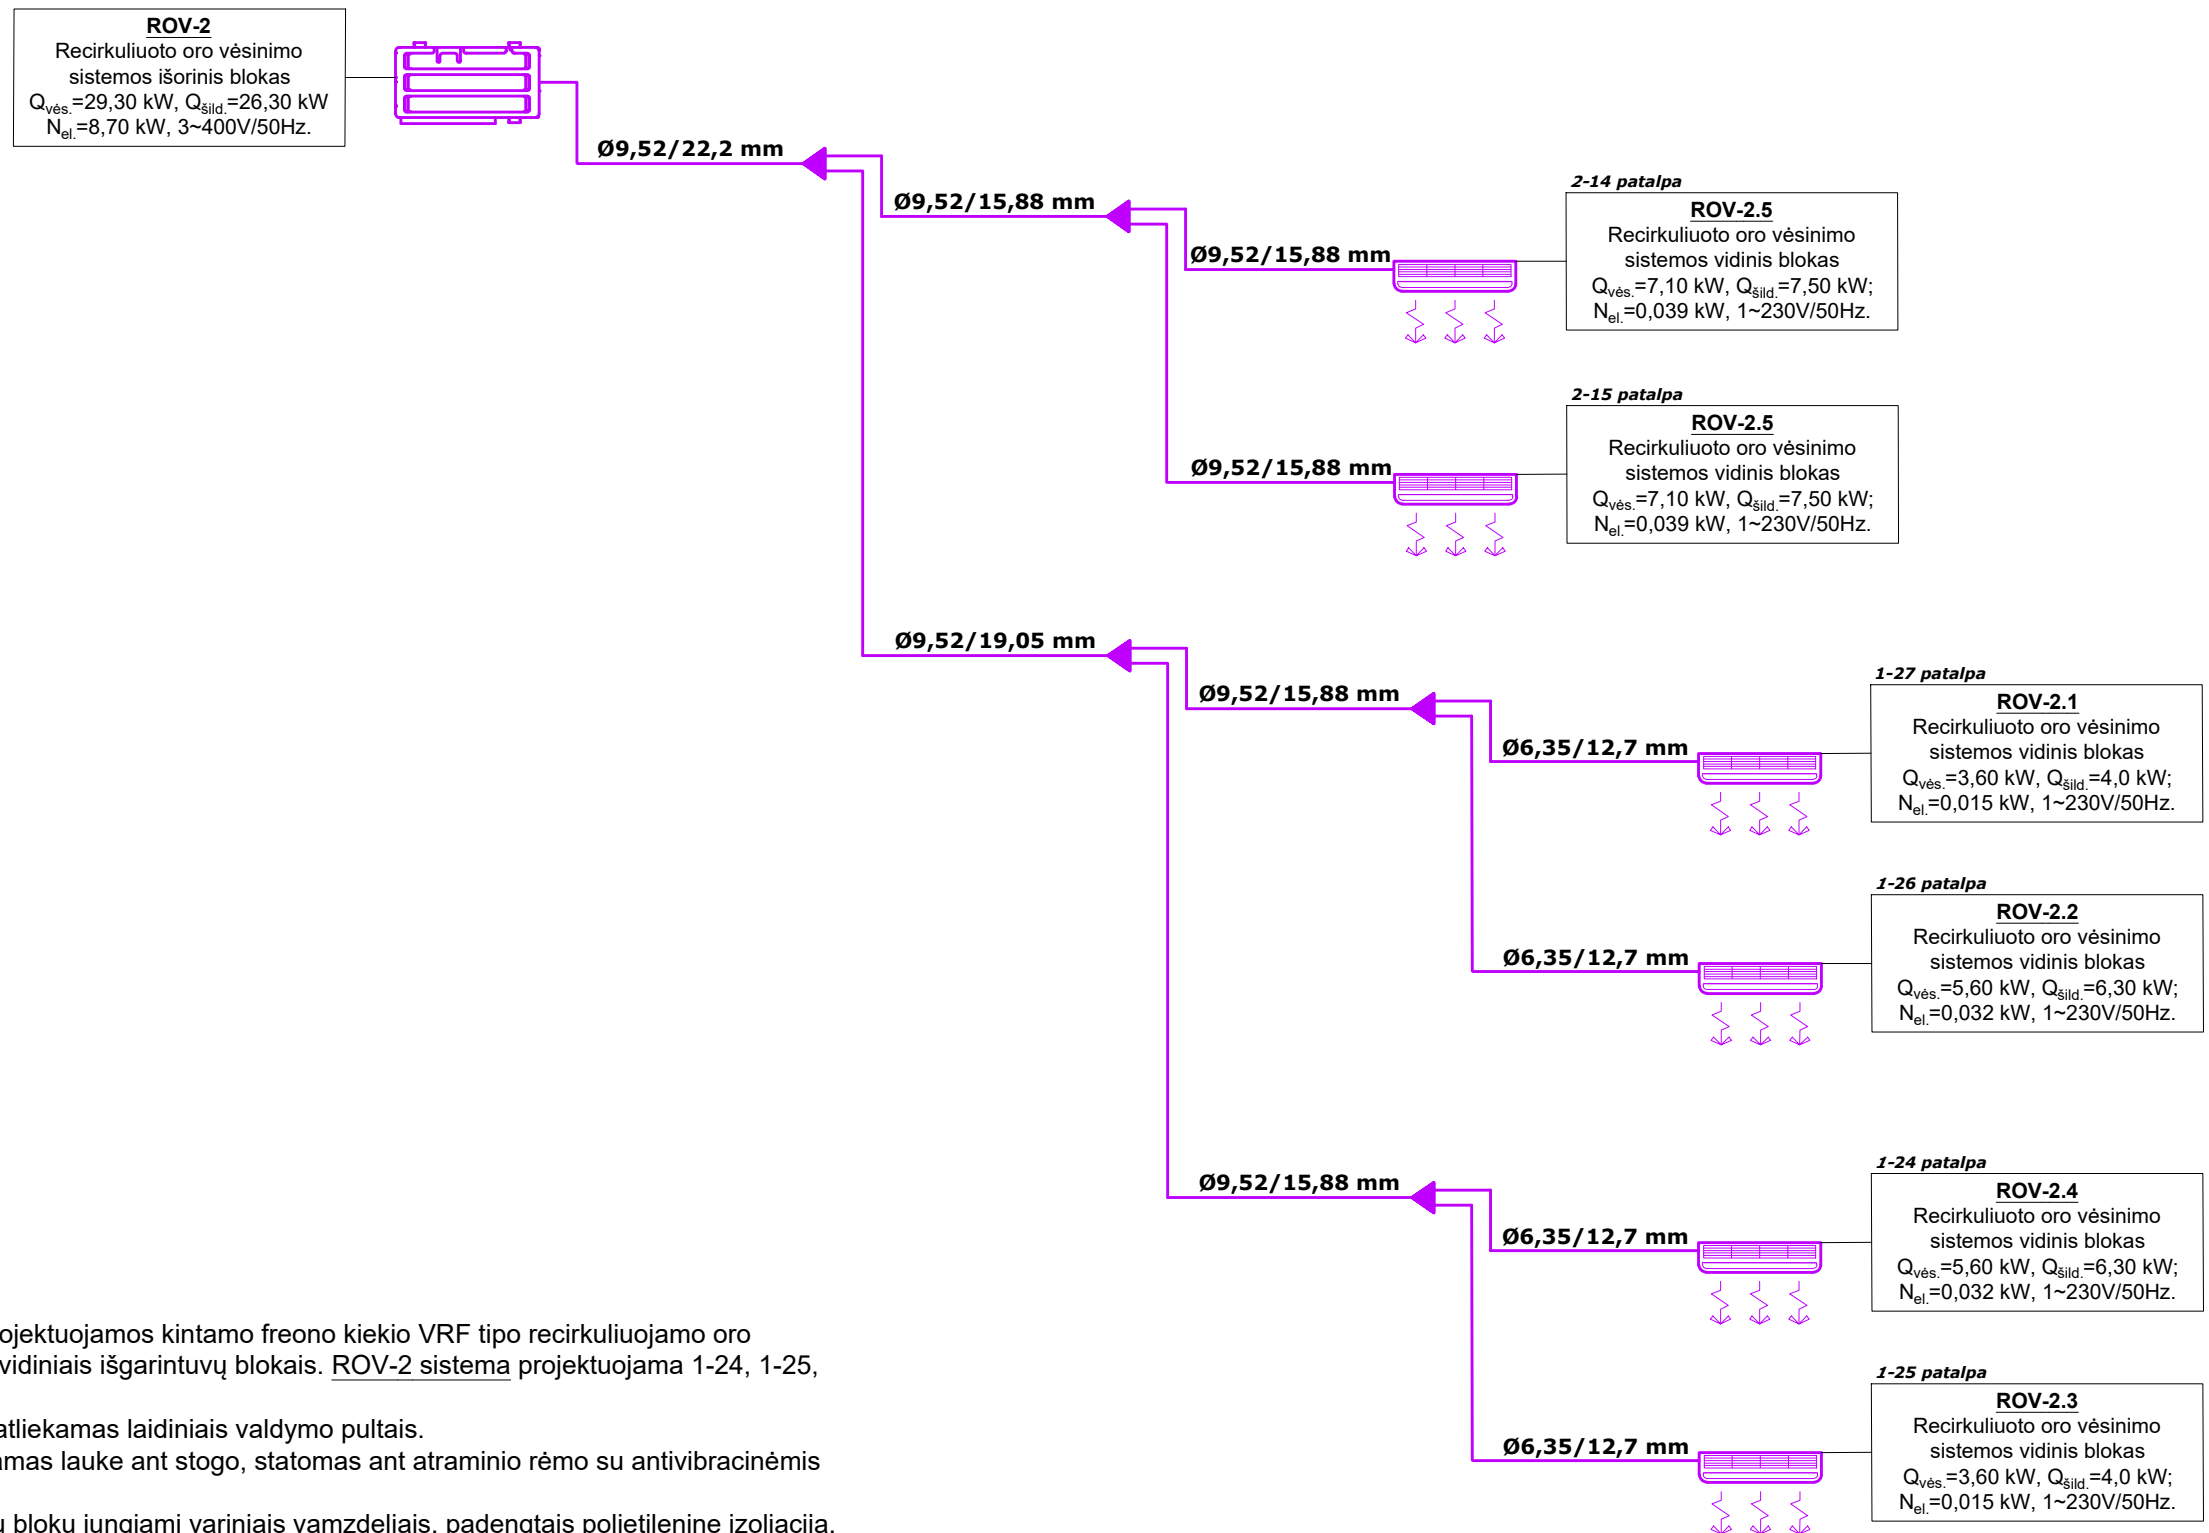 ROV-2
Recirkuliuoto oro vėsinimo
sistemos išorinis blokas
Qvės.=29,30 kW, Qšild.=26,30 kW
Nel.=8,70 kW, 3~400V/50Hz.
Ø9,52/22,2 mm
Ø9,52/15,88 mm
2-14 patalpa
ROV-2.5
Recirkuliuoto oro vėsinimo
sistemos vidinis blokas
Qvės.=7,10 kW, Qšild.=7,50 kW;
Nel.=0,039 kW, 1~230V/50Hz.
Ø9,52/15,88 mm
2-15 patalpa
ROV-2.5
Recirkuliuoto oro vėsinimo
sistemos vidinis blokas
Qvės.=7,10 kW, Qšild.=7,50 kW;
Nel.=0,039 kW, 1~230V/50Hz.
Ø9,52/15,88 mm
Ø9,52/19,05 mm
Ø9,52/15,88 mm
1-27 patalpa
ROV-2.1
Recirkuliuoto oro vėsinimo
sistemos vidinis blokas
Qvės.=3,60 kW, Qšild.=4,0 kW;
Nel.=0,015 kW, 1~230V/50Hz.
Ø6,35/12,7 mm
1-26 patalpa
ROV-2.2
Recirkuliuoto oro vėsinimo
sistemos vidinis blokas
Qvės.=5,60 kW, Qšild.=6,30 kW;
Nel.=0,032 kW, 1~230V/50Hz.
Ø6,35/12,7 mm
Ø9,52/15,88 mm
1-24 patalpa
ROV-2.4
Recirkuliuoto oro vėsinimo
sistemos vidinis blokas
Qvės.=5,60 kW, Qšild.=6,30 kW;
Nel.=0,032 kW, 1~230V/50Hz.
Ø6,35/12,7 mm
1-25 patalpa
ROV-2.3
Recirkuliuoto oro vėsinimo
sistemos vidinis blokas
Qvės.=3,60 kW, Qšild.=4,0 kW;
Nel.=0,015 kW, 1~230V/50Hz.
Ø6,35/12,7 mm
ojektuojamos kintamo freono kiekio VRF tipo recirkuliuojamo oro
vidiniais išgarintuvų blokais. ROV-2 sistema projektuojama 1-24, 1-25,
atliekamas laidiniais valdymo pultais.
amas lauke ant stogo, statomas ant atraminio rėmo su antivibracinėmis
u bloku jungiami variniais vamzdeliais, padengtais polietilenine izoliacija.